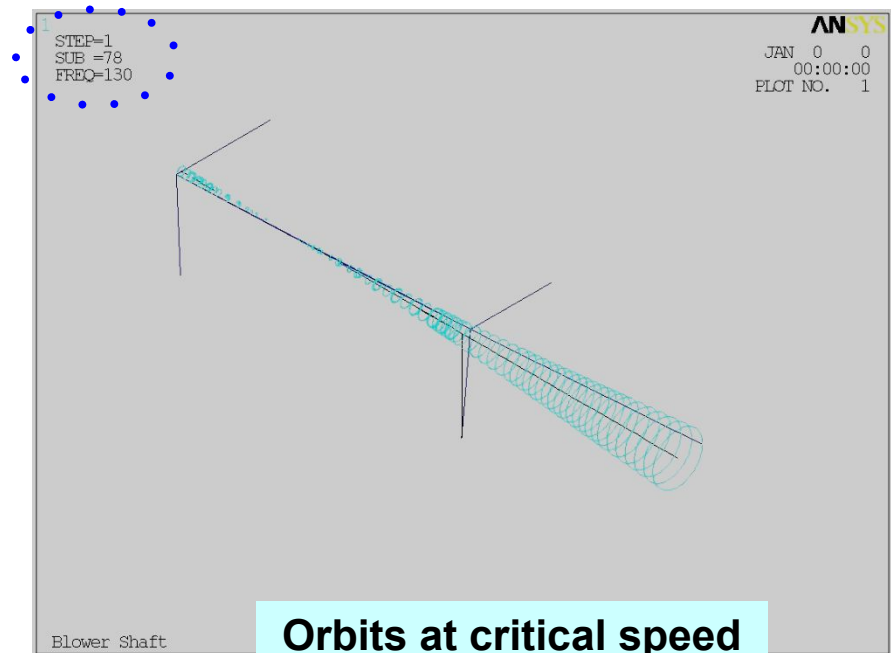 1
STEP=1
SUB =78
FREQ=130
ANSYS
JAN 0 0
00:00:00
PLOT NO. 1
Blower Shaft
Orbits at critical speed